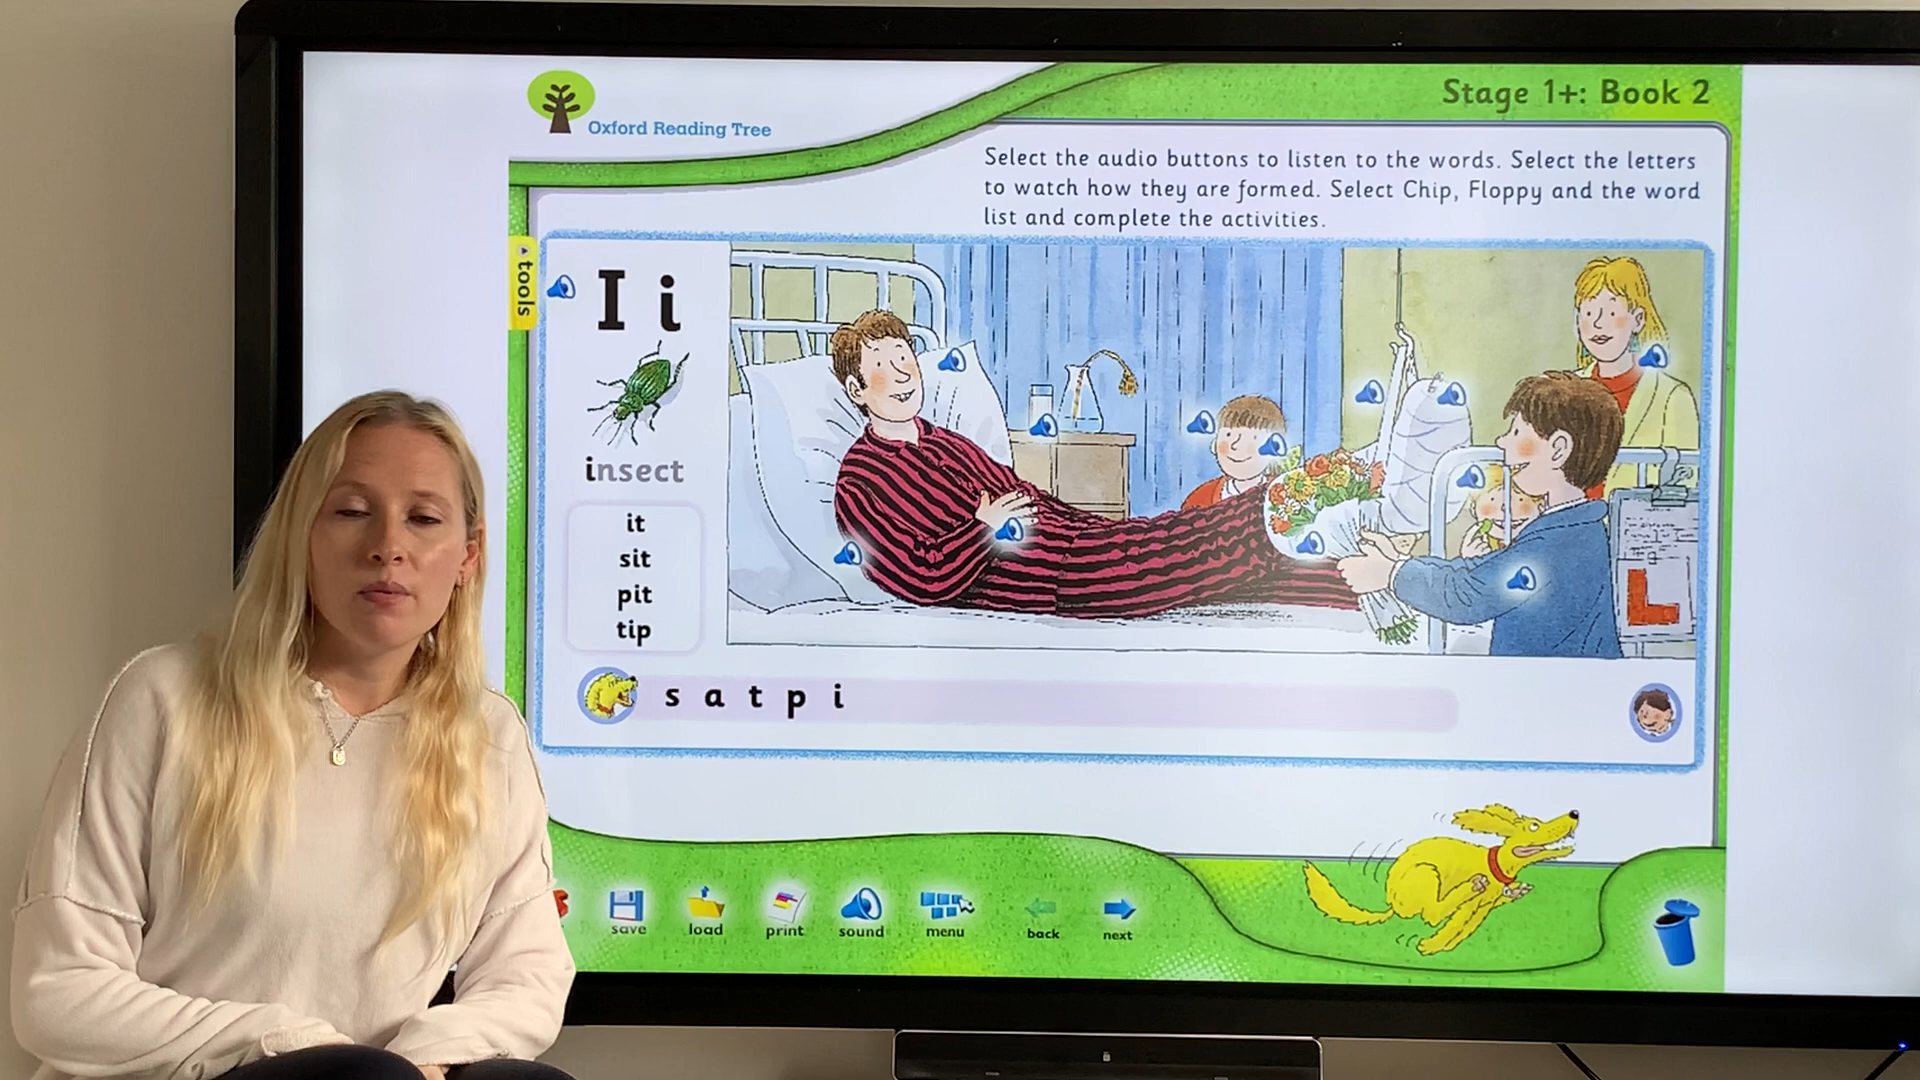 Stage 1+: Book 2
Oxford Reading Tree
Select the audio buttons to listen to the words. Select the letters
to watch how they are formed. Select Chip, Floppy and the word
list and complete the activities.
tools
I i
insect
it
sit
pit
tip
L
s a t p i
save
load
print
sound
menu
back
next